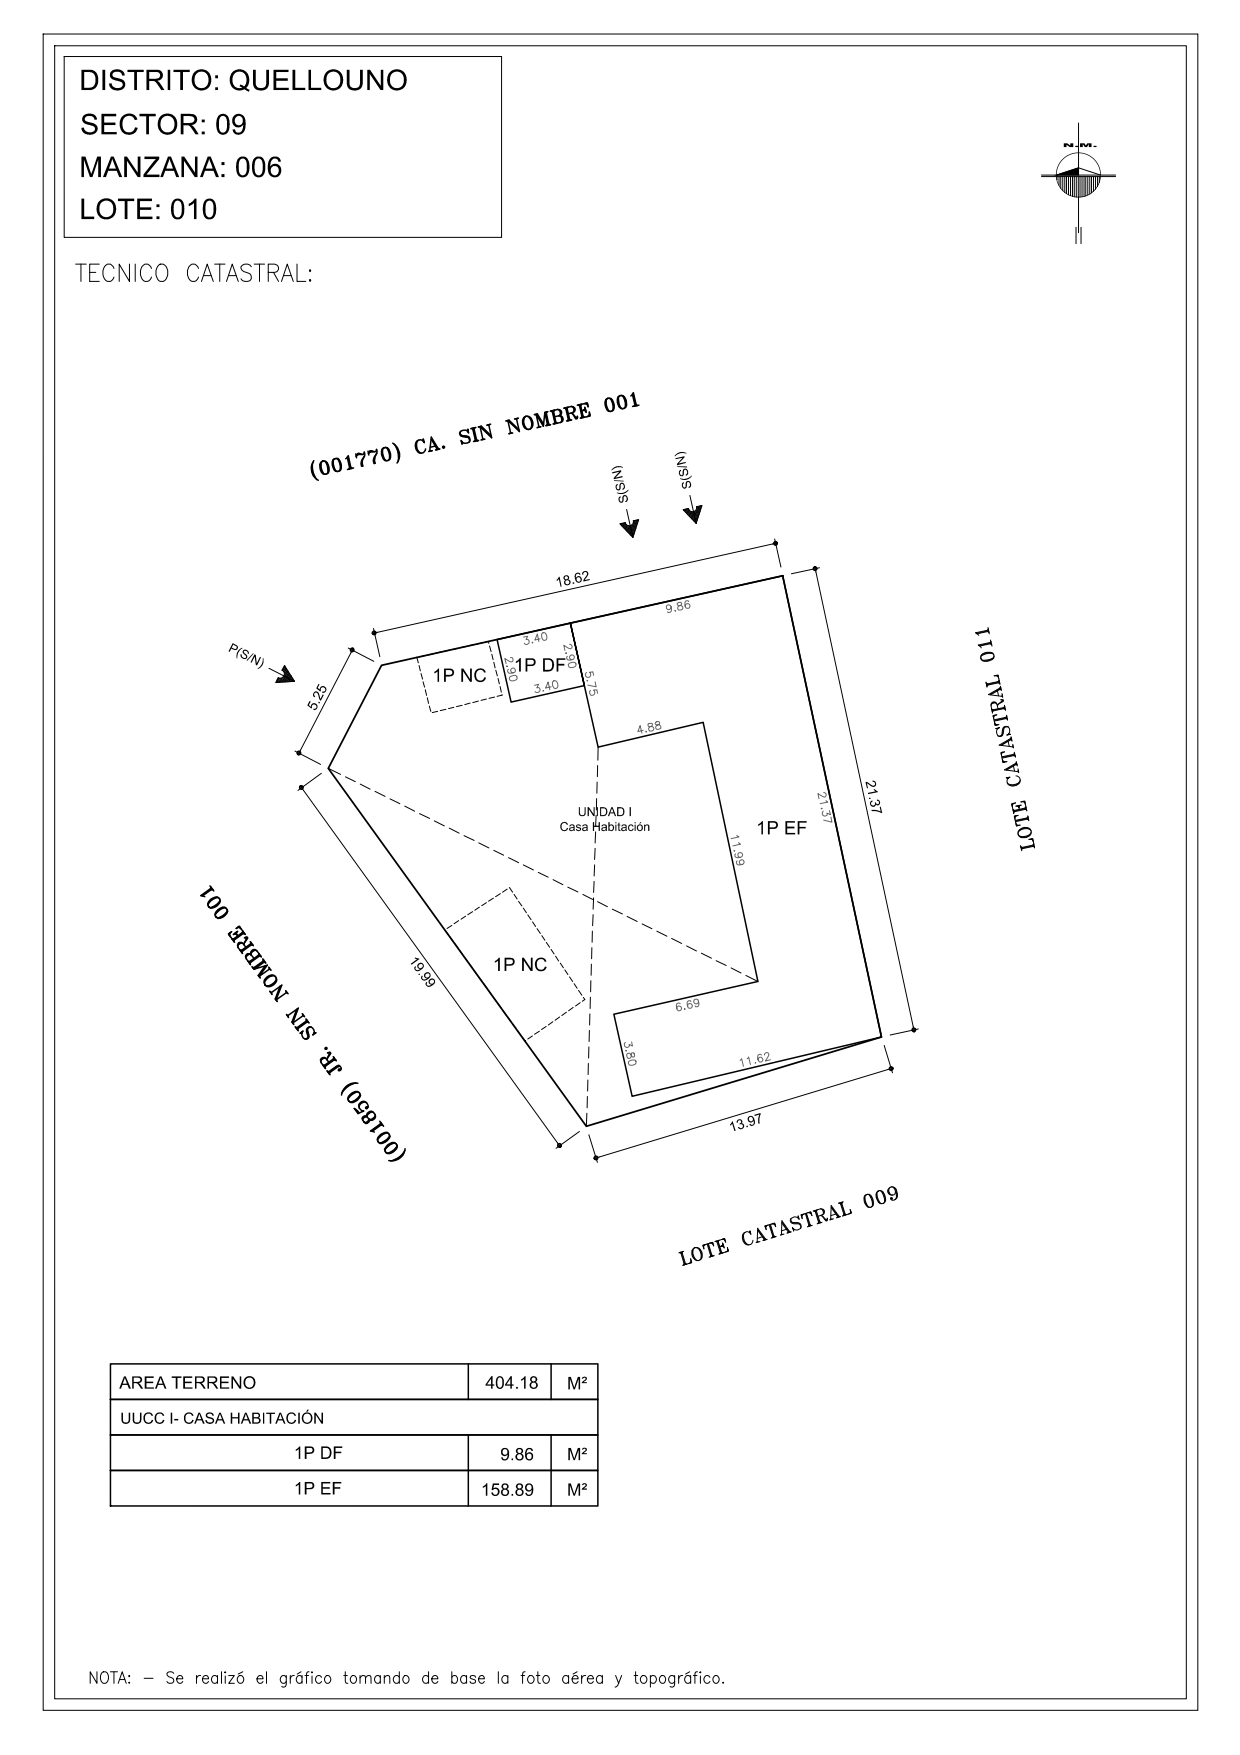 DISTRITO: QUELLOUNO
SECTOR: 09
MANZANA: 006
LOTE: 010
N.M.
TECNICO CATASTRAL:
(001770) CA. SIN NOMBRE 001
S(S/N)
S(S/N)
P(S/N)
18.62
9.86
3.40
2.90
2.90
1P NC
1P DF
3.40
5.75
5.25
4.88
LOTE CATASTRAL 011
21.37
21.37
UNIDAD I
Casa Habitación
1P EF
11.99
(001850) JR. SIN NOMBRE 001
19.99
1P NC
6.69
3.80
11.62
13.97
LOTE CATASTRAL 009
AREA TERRENO 404.18 M²
UUCC I- CASA HABITACIÓN
1P DF 9.86 M²
1P EF 158.89 M²
NOTA: - Se realizó el gráfico tomando de base la foto aérea y topográfico.